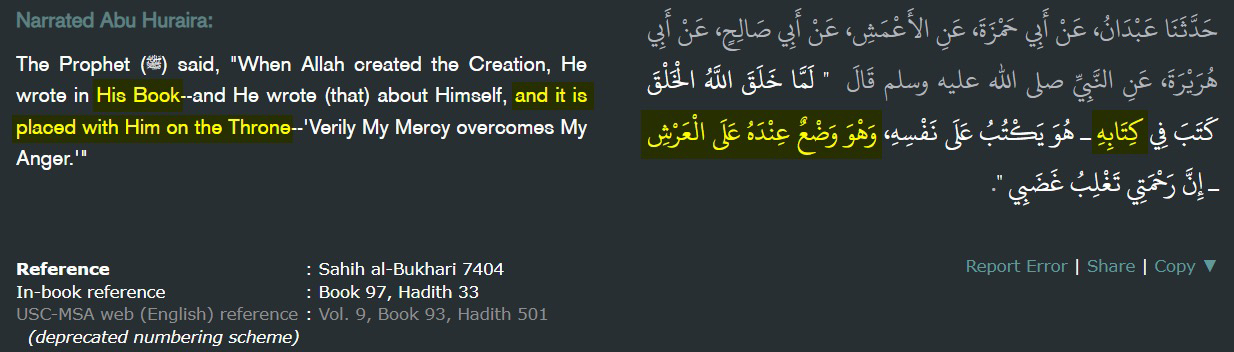 Narrated Abu Huraira:
The Prophet (ﷺ) said, "When Allah created the Creation, He
wrote in His Book--and He wrote (that) about Himself, and it is
placed with Him on the Throne--'Verily My Mercy overcomes My
Anger.'"
حَدَّثَنَا عَبْدَانُ، عَنْ أَبِي حَمْزَةَ، عَنِ الأَعْمَشِ، عَنْ أَبِي صَالِحٍ، عَنْ أَبِي
هُرَيْرَةَ، عَنِ النَّبِيِّ صلى الله عليه وسلم قَالَ " لَمَّا خَلَقَ اللَّهُ الْخَلْقَ
كَتَبَ فِي كِتَابِهِ ـ هُوَ يَكْتُبُ عَلَى نَفْسِهِ، وَهْوَ وَضْعٌ عِنْدَهُ عَلَى الْعَرْشِ
ـ إِنَّ رَحْمَتِي تَغْلِبُ غَضَبِي ".
Reference : Sahih al-Bukhari 7404
In-book reference : Book 97, Hadith 33
USC-MSA web (English) reference : Vol. 9, Book 93, Hadith 501
(deprecated numbering scheme)
Report Error | Share | Copy ▼